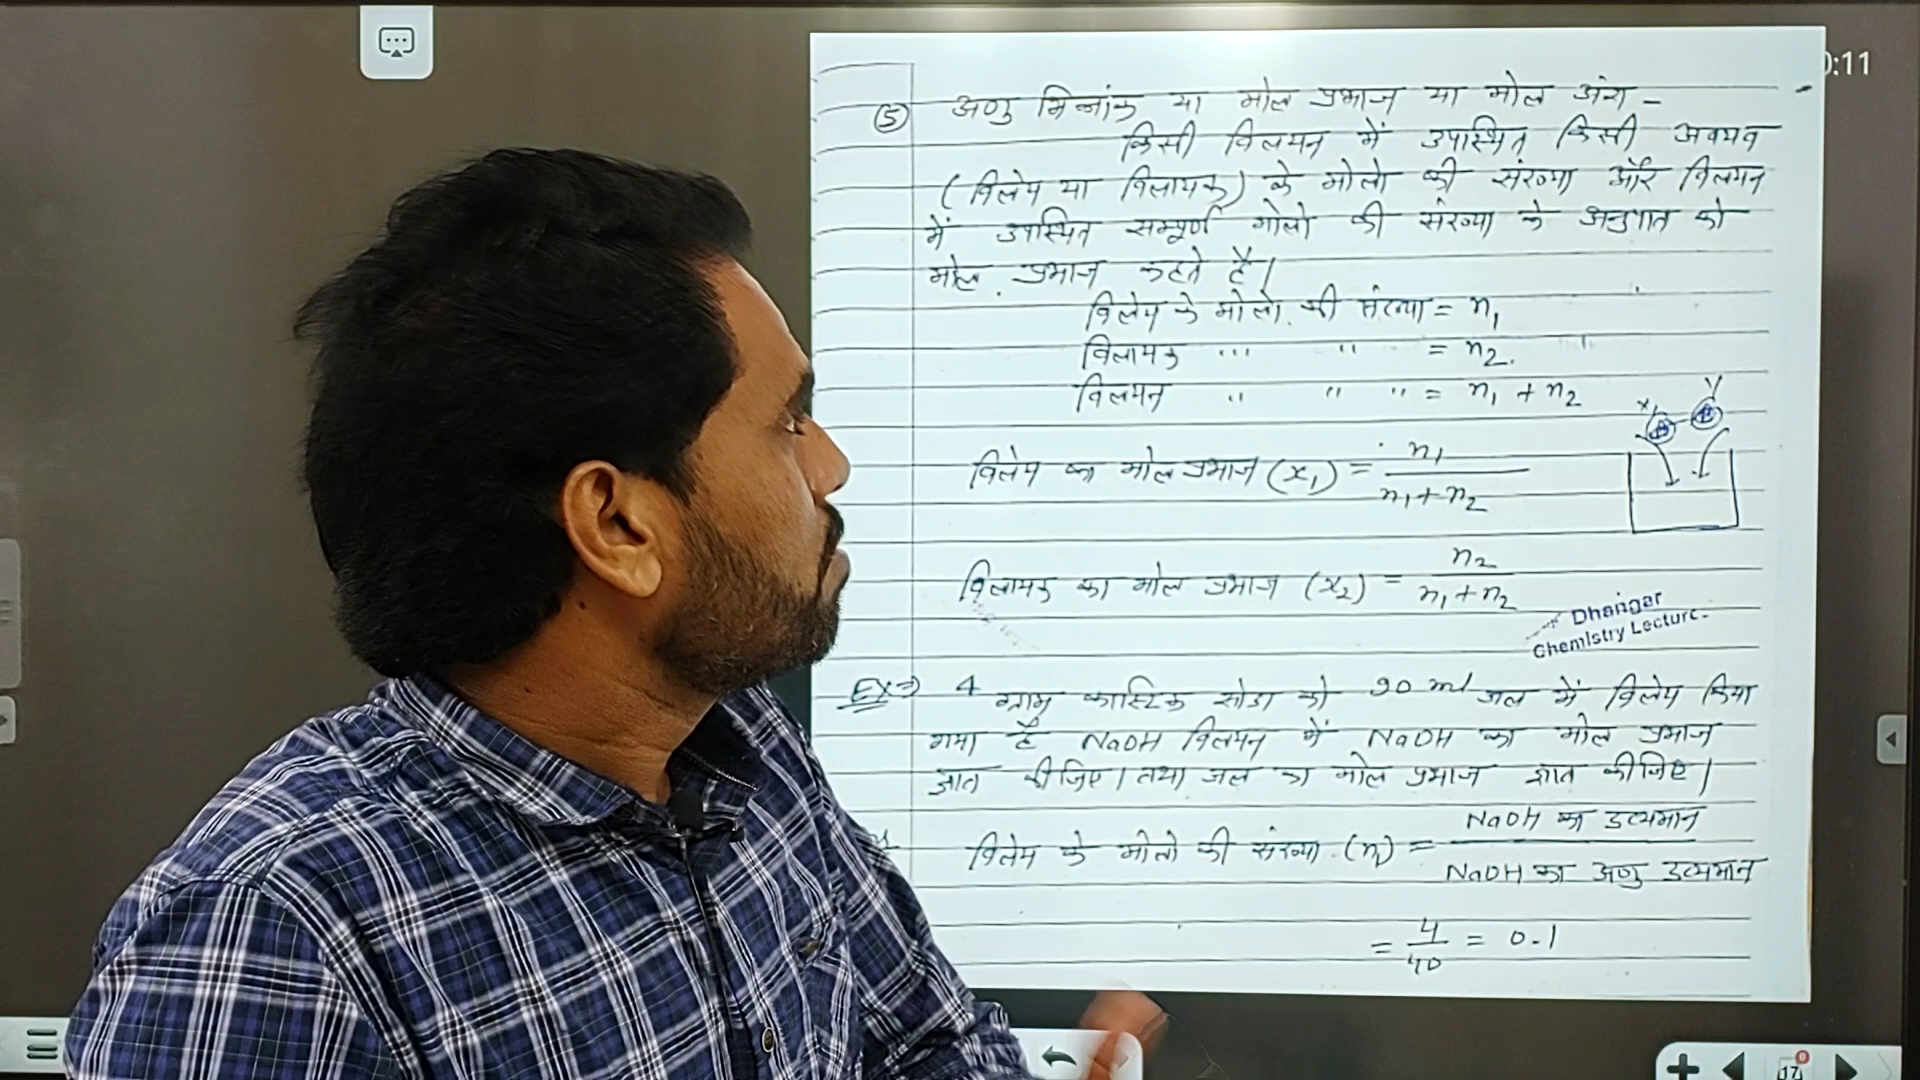 :11
⑤ अणु भिन्नांक या मोल प्रभाज या मोल अंश -
किसी विलयन में उपास्थित किसी अवयव
(विलेय या विलायक) के मोलो की संख्या और विलयन
में उपास्थित सम्पूर्ण मोलो की संख्या के अनुपात को
मोल प्रभाज कहते है।
विलेय के मोलो की संख्या = n₁
विलायक ''' '' = n₂.
विलयन '' '' '' = n₁ + n₂
x y
विलेय का मोल प्रभाज (x₁) = n₁ / n₁+n₂
विलायक का मोल प्रभाज (x₂) = n₂ / n₁+n₂
Dhangar
Chemistry Lecture.
EX⇒ 4 ग्राम कास्टिक सोडा को 90 ml जल में विलेय किया
गया है NaOH विलयन में NaOH का मोल प्रभाज
ज्ञात कीजिए। तथा जल का मोल प्रभाज ज्ञात कीजिए।
विलेय के मोलो की संख्या (n₁) = NaOH का द्रव्यमान / NaOH का अणु द्रव्यमान
= 4/40 = 0.1
17